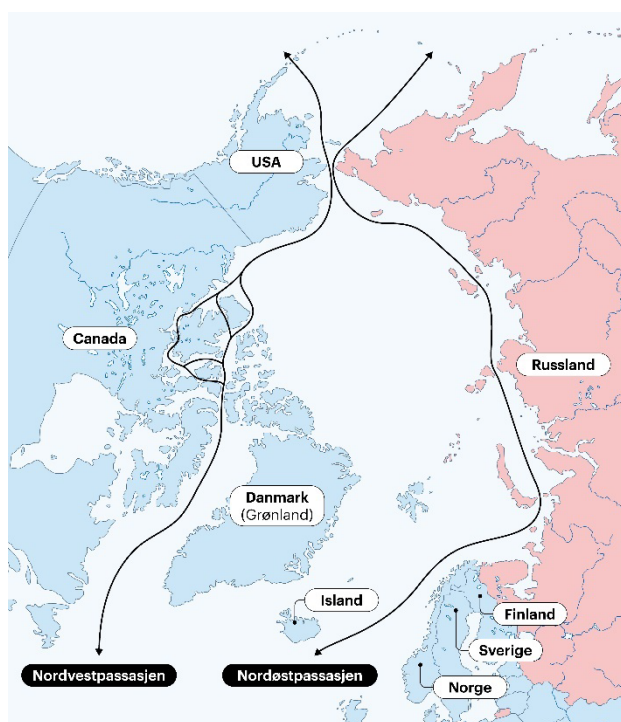 USA
Canada
Russland
Danmark
(Grønland)
Island
Finland
Sverige
Nordvestpassasjen
Nordøstpassasjen
Norge